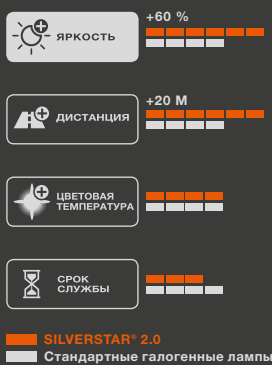 +60 %
ЯРКОСТЬ
+20 М
ДИСТАНЦИЯ
ЦВЕТОВАЯ
ТЕМПЕРАТУРА
СРОК
СЛУЖБЫ
SILVERSTAR® 2.0
Стандартные галогенные лампы